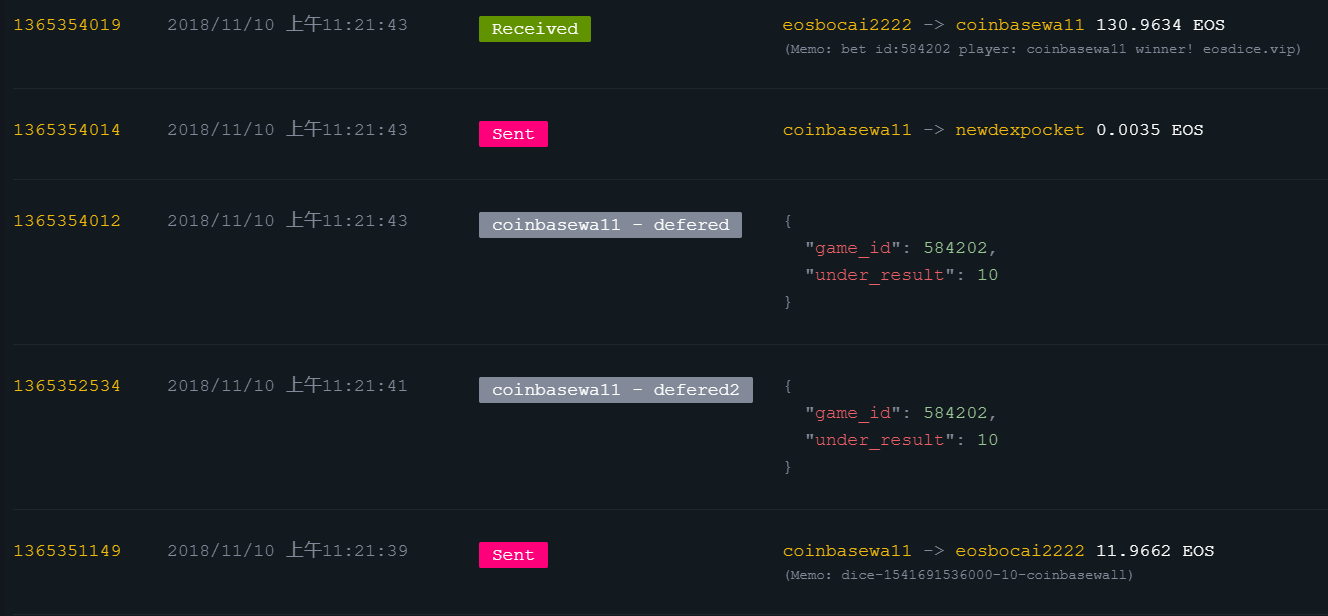 1365354019 2018/11/10 上午11:21:43 Received eosbocai2222 -> coinbasewa11 130.9634 EOS
(Memo: bet id:584202 player: coinbasewa11 winner! eosdice.vip)
1365354014 2018/11/10 上午11:21:43 Sent coinbasewa11 -> newdexpocket 0.0035 EOS
1365354012 2018/11/10 上午11:21:43 coinbasewa11 - defered {
"game_id": 584202,
"under_result": 10
}
1365352534 2018/11/10 上午11:21:41 coinbasewa11 - defered2 {
"game_id": 584202,
"under_result": 10
}
1365351149 2018/11/10 上午11:21:39 Sent coinbasewa11 -> eosbocai2222 11.9662 EOS
(Memo: dice-1541691536000-10-coinbasewall)